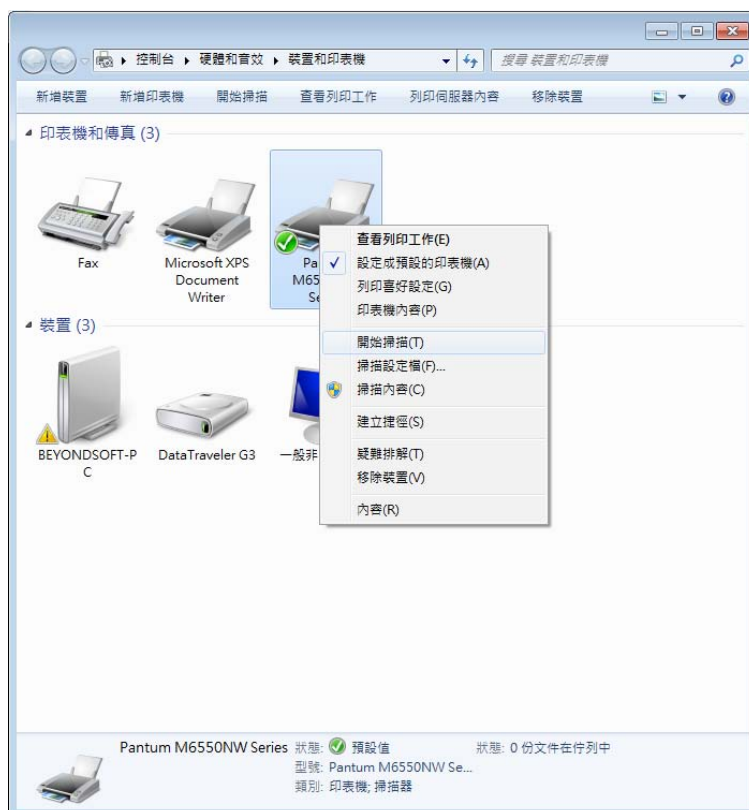 控制台 硬體和音效 裝置和印表機 搜尋 裝置和印表機
新增裝置 新增印表機 開始掃描 查看列印工作 列印伺服器內容 移除裝置
印表機和傳真 (3)
Fax
Microsoft XPS
Document
Writer
Pa
M65
Se
查看列印工作(E)
設定成預設的印表機(A)
列印喜好設定(G)
印表機內容(P)
開始掃描(T)
掃描設定檔(F)...
掃描內容(C)
建立捷徑(S)
疑難排解(T)
移除裝置(V)
內容(R)
裝置 (3)
BEYONDSOFT-P
C
DataTraveler G3
一般非
Pantum M6550NW Series 狀態: 預設值 狀態: 0 份文件在佇列中
型號: Pantum M6550NW Se...
類別: 印表機; 掃描器